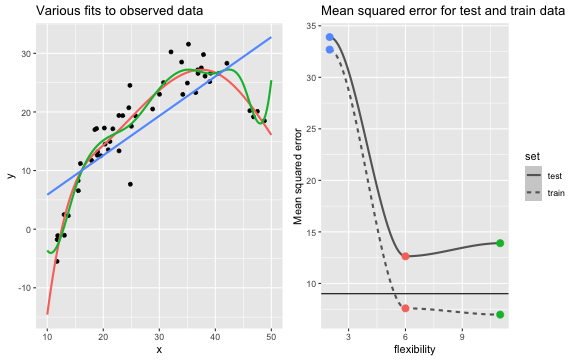 Various fits to observed data
Mean squared error for test and train data
y
30
20
10
0
-10
10
20
30
40
50
x
Mean squared error
35
30
25
20
15
10
3
6
9
flexibility
set
test
train